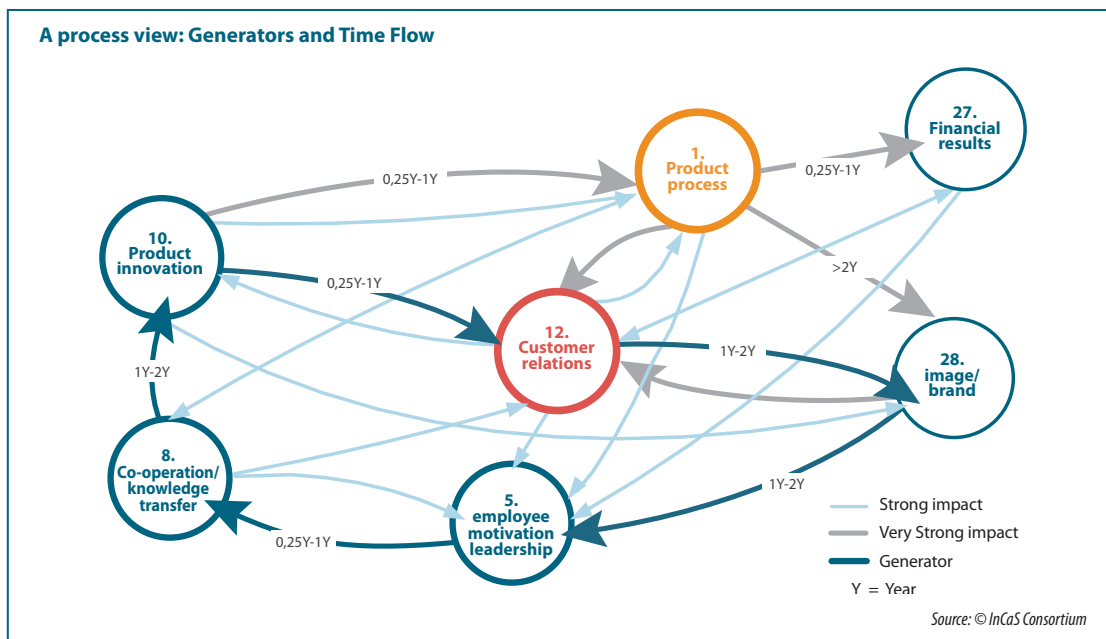 A process view: Generators and Time Flow
27.
Financial
results
1.
Product
process
0,25Y-1Y
0,25Y-1Y
10.
Product
innovation
>2Y
0,25Y-1Y
12.
Customer
relations
1Y-2Y
28.
image/
brand
1Y-2Y
8.
Co-operation/
knowledge
transfer
5.
employee
motivation
leadership
1Y-2Y
0,25Y-1Y
Strong impact
Very Strong impact
Generator
Y = Year
Source: © InCaS Consortium